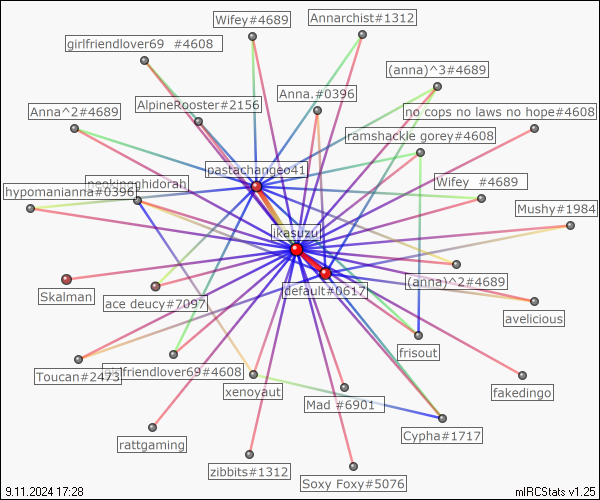 Wifey#4689
Annarchist#1312
girlfriendlover69  #4608
(anna)^3#4689
AlpineRooster#2156
Anna.#0396
Anna^2#4689
no cops no laws no hope#4608
ramshackle gorey#4608
pastachangeo41
neokingghidorah
hypomanianna#0396
Wifey  #4689
Mushy#1984
ikasuzu
(anna)^2#4689
default#0617
Skalman
ace deucy#7097
avelicious
frisout
girlfriendlover69#4608
Toucan#2473
xenoyaut
fakedingo
Mad #6901
Cypha#1717
rattgaming
zibbits#1312
Soxy Foxy#5076
9.11.2024 17:28
mIRCStats v1.25